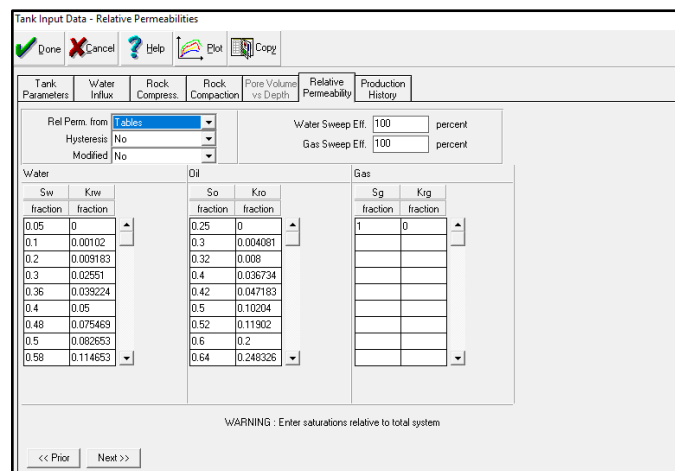 Tank Input Data - Relative Permeabilities
Done Cancel Help Plot Copy
Tank Parameters Water Influx Rock Compress. Rock Compaction Pore Volume vs Depth Relative Permeability Production History
Rel Perm. from Tables
Hysteresis No
Modified No
Water Sweep Eff. 100 percent
Gas Sweep Eff. 100 percent
Water Oil Gas
Sw Krw So Kro Sg Krg
fraction fraction fraction fraction fraction fraction
0.05 0 0.25 0 1 0
0.1 0.00102 0.3 0.004081
0.2 0.009183 0.32 0.008
0.3 0.02551 0.4 0.036734
0.36 0.039224 0.42 0.047183
0.4 0.05 0.5 0.10204
0.48 0.075469 0.52 0.11902
0.5 0.082653 0.6 0.2
0.58 0.114653 0.64 0.248326
WARNING : Enter saturations relative to total system
<< Prior Next >>